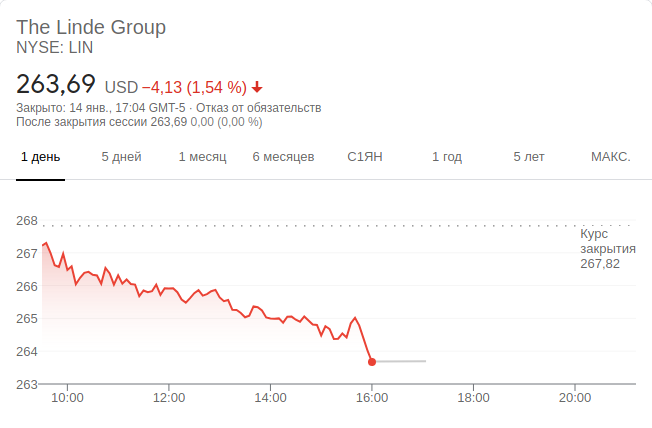 The Linde Group
NYSE: LIN
263,69 USD −4,13 (1,54 %)
Закрыто: 14 янв., 17:04 GMT-5 · Отказ от обязательств
После закрытия сессии 263,69 0,00 (0,00 %)
1 день 5 дней 1 месяц 6 месяцев С1ЯН 1 год 5 лет МАКС.
268
Курс
закрытия
267,82
267
266
265
264
263
10:00 12:00 14:00 16:00 18:00 20:00